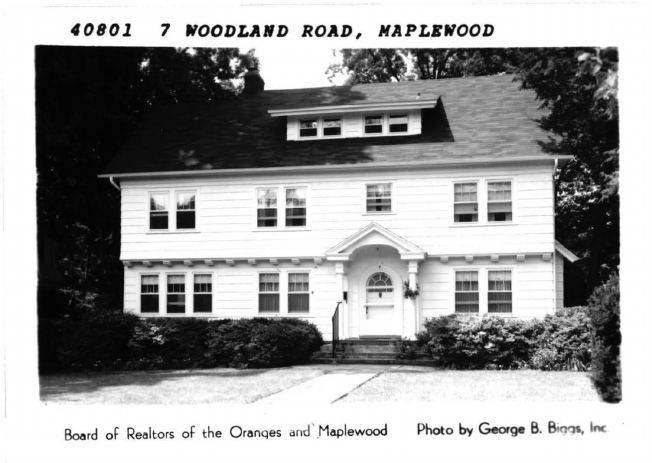 40801 7 WOODLAND ROAD, MAPLEWOOD
Board of Realtors of the Oranges and Maplewood Photo by George B. Biggs, Inc.